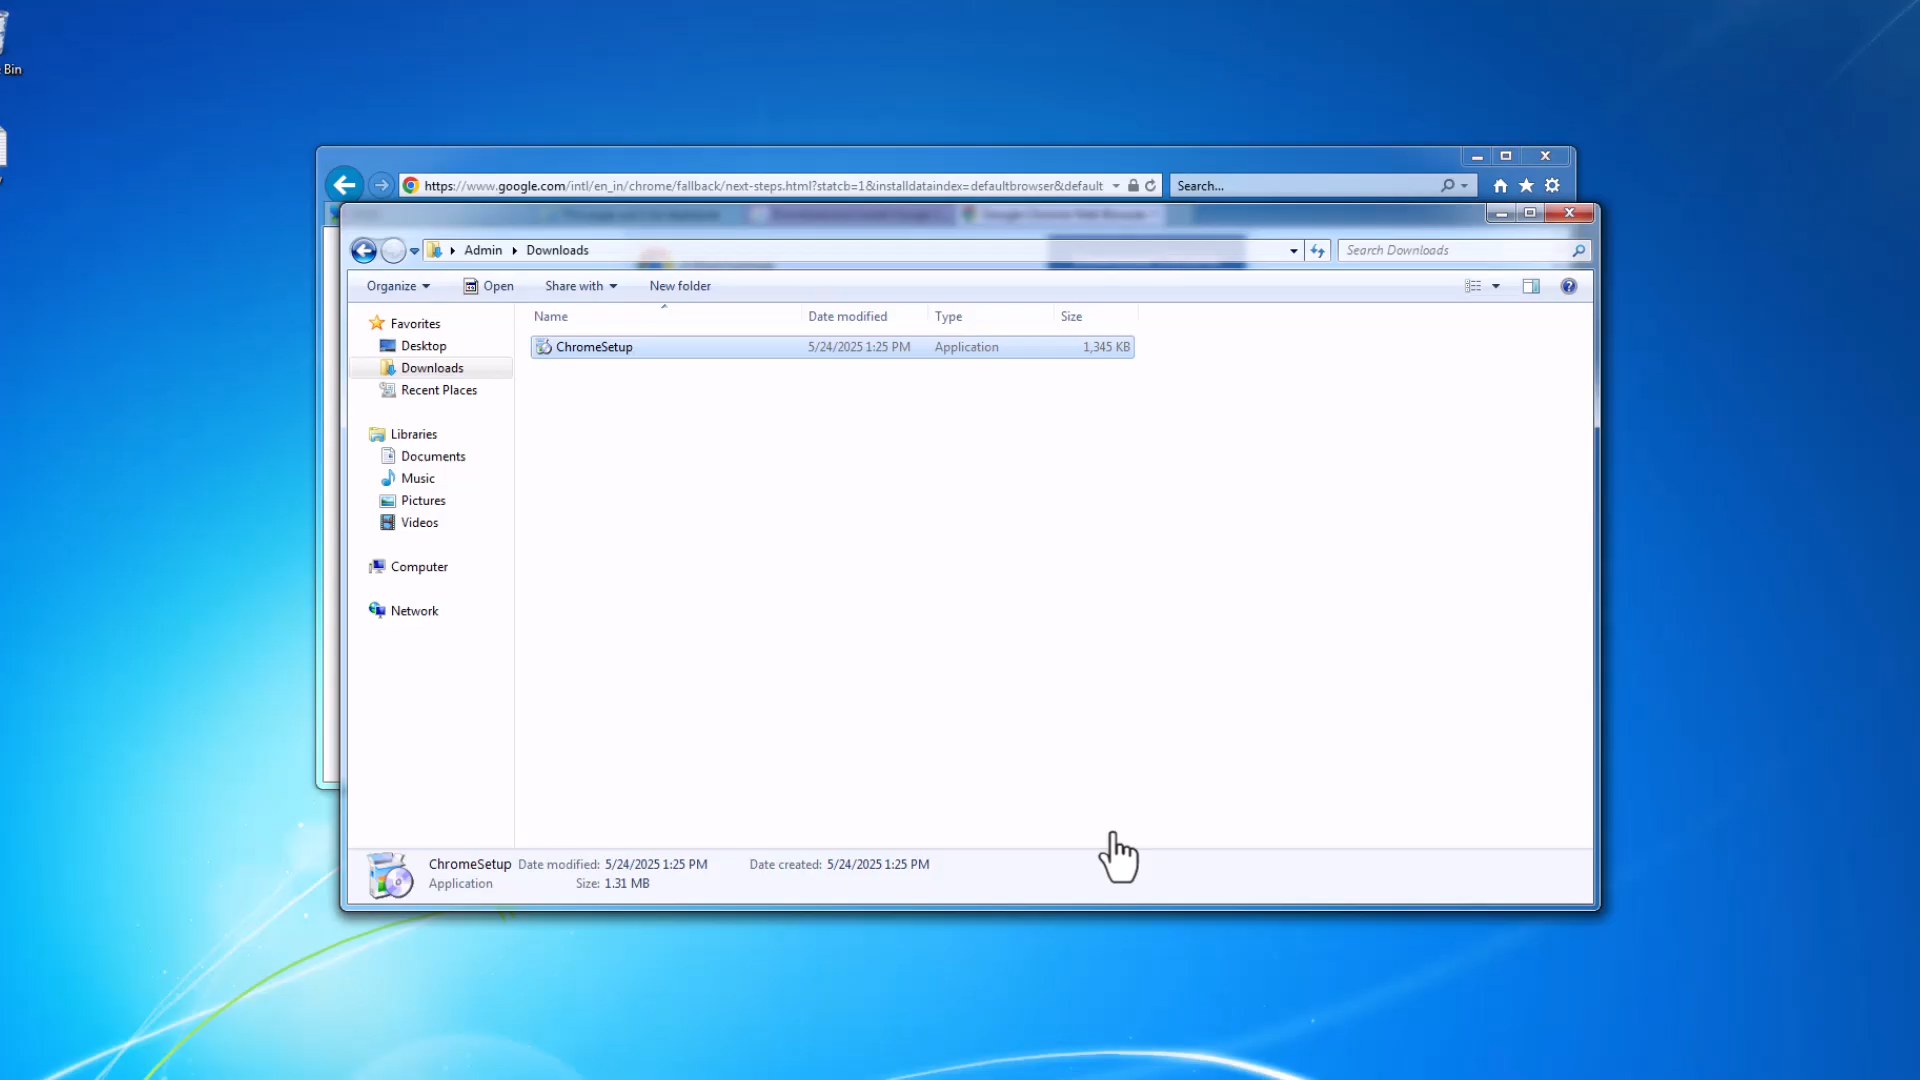 Bin
https://www.google.com/intl/en_in/chrome/fallback/next-steps.html?statcb=1&installdataindex=defaultbrowser&default
Search...
Admin Downloads
Search Downloads
Organize Open Share with New folder
Name Date modified Type Size
ChromeSetup 5/24/2025 1:25 PM Application 1,345 KB
Favorites
Desktop
Downloads
Recent Places
Libraries
Documents
Music
Pictures
Videos
Computer
Network
ChromeSetup Date modified: 5/24/2025 1:25 PM Date created: 5/24/2025 1:25 PM
Application Size: 1.31 MB